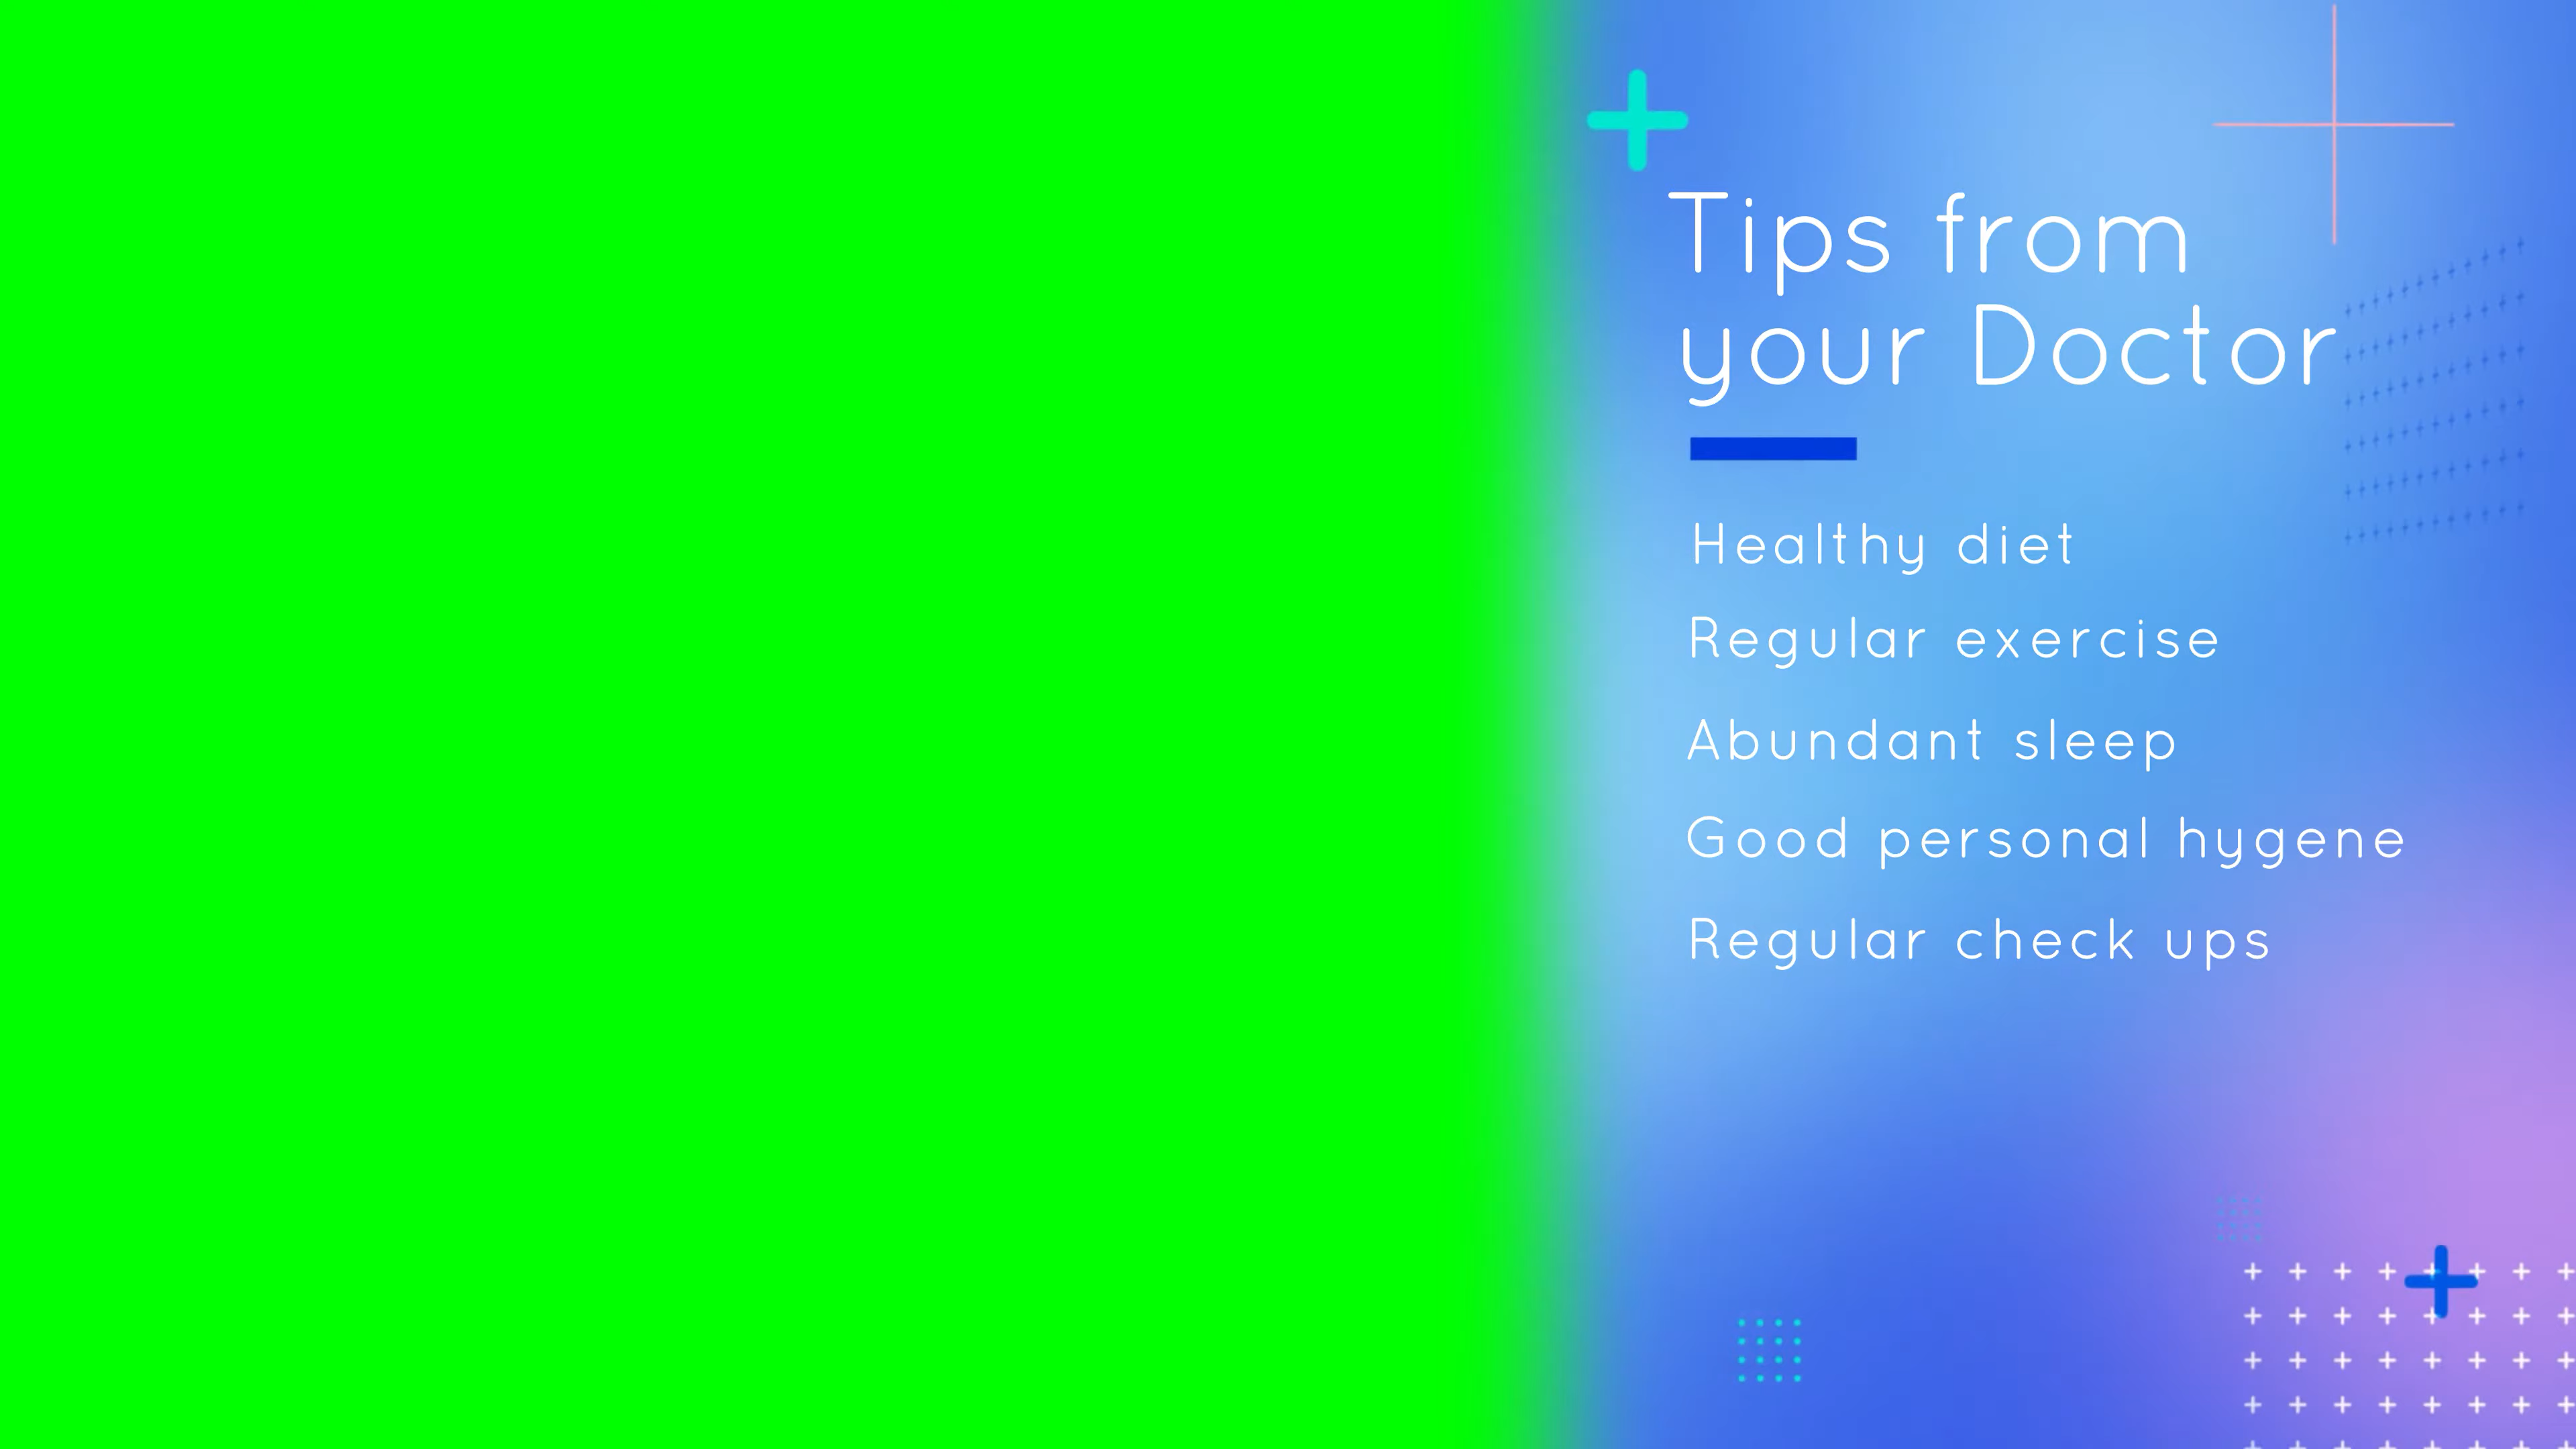 Tips from
your Doctor
Healthy diet
Regular exercise
Abundant sleep
Good personal hygene
Regular check ups